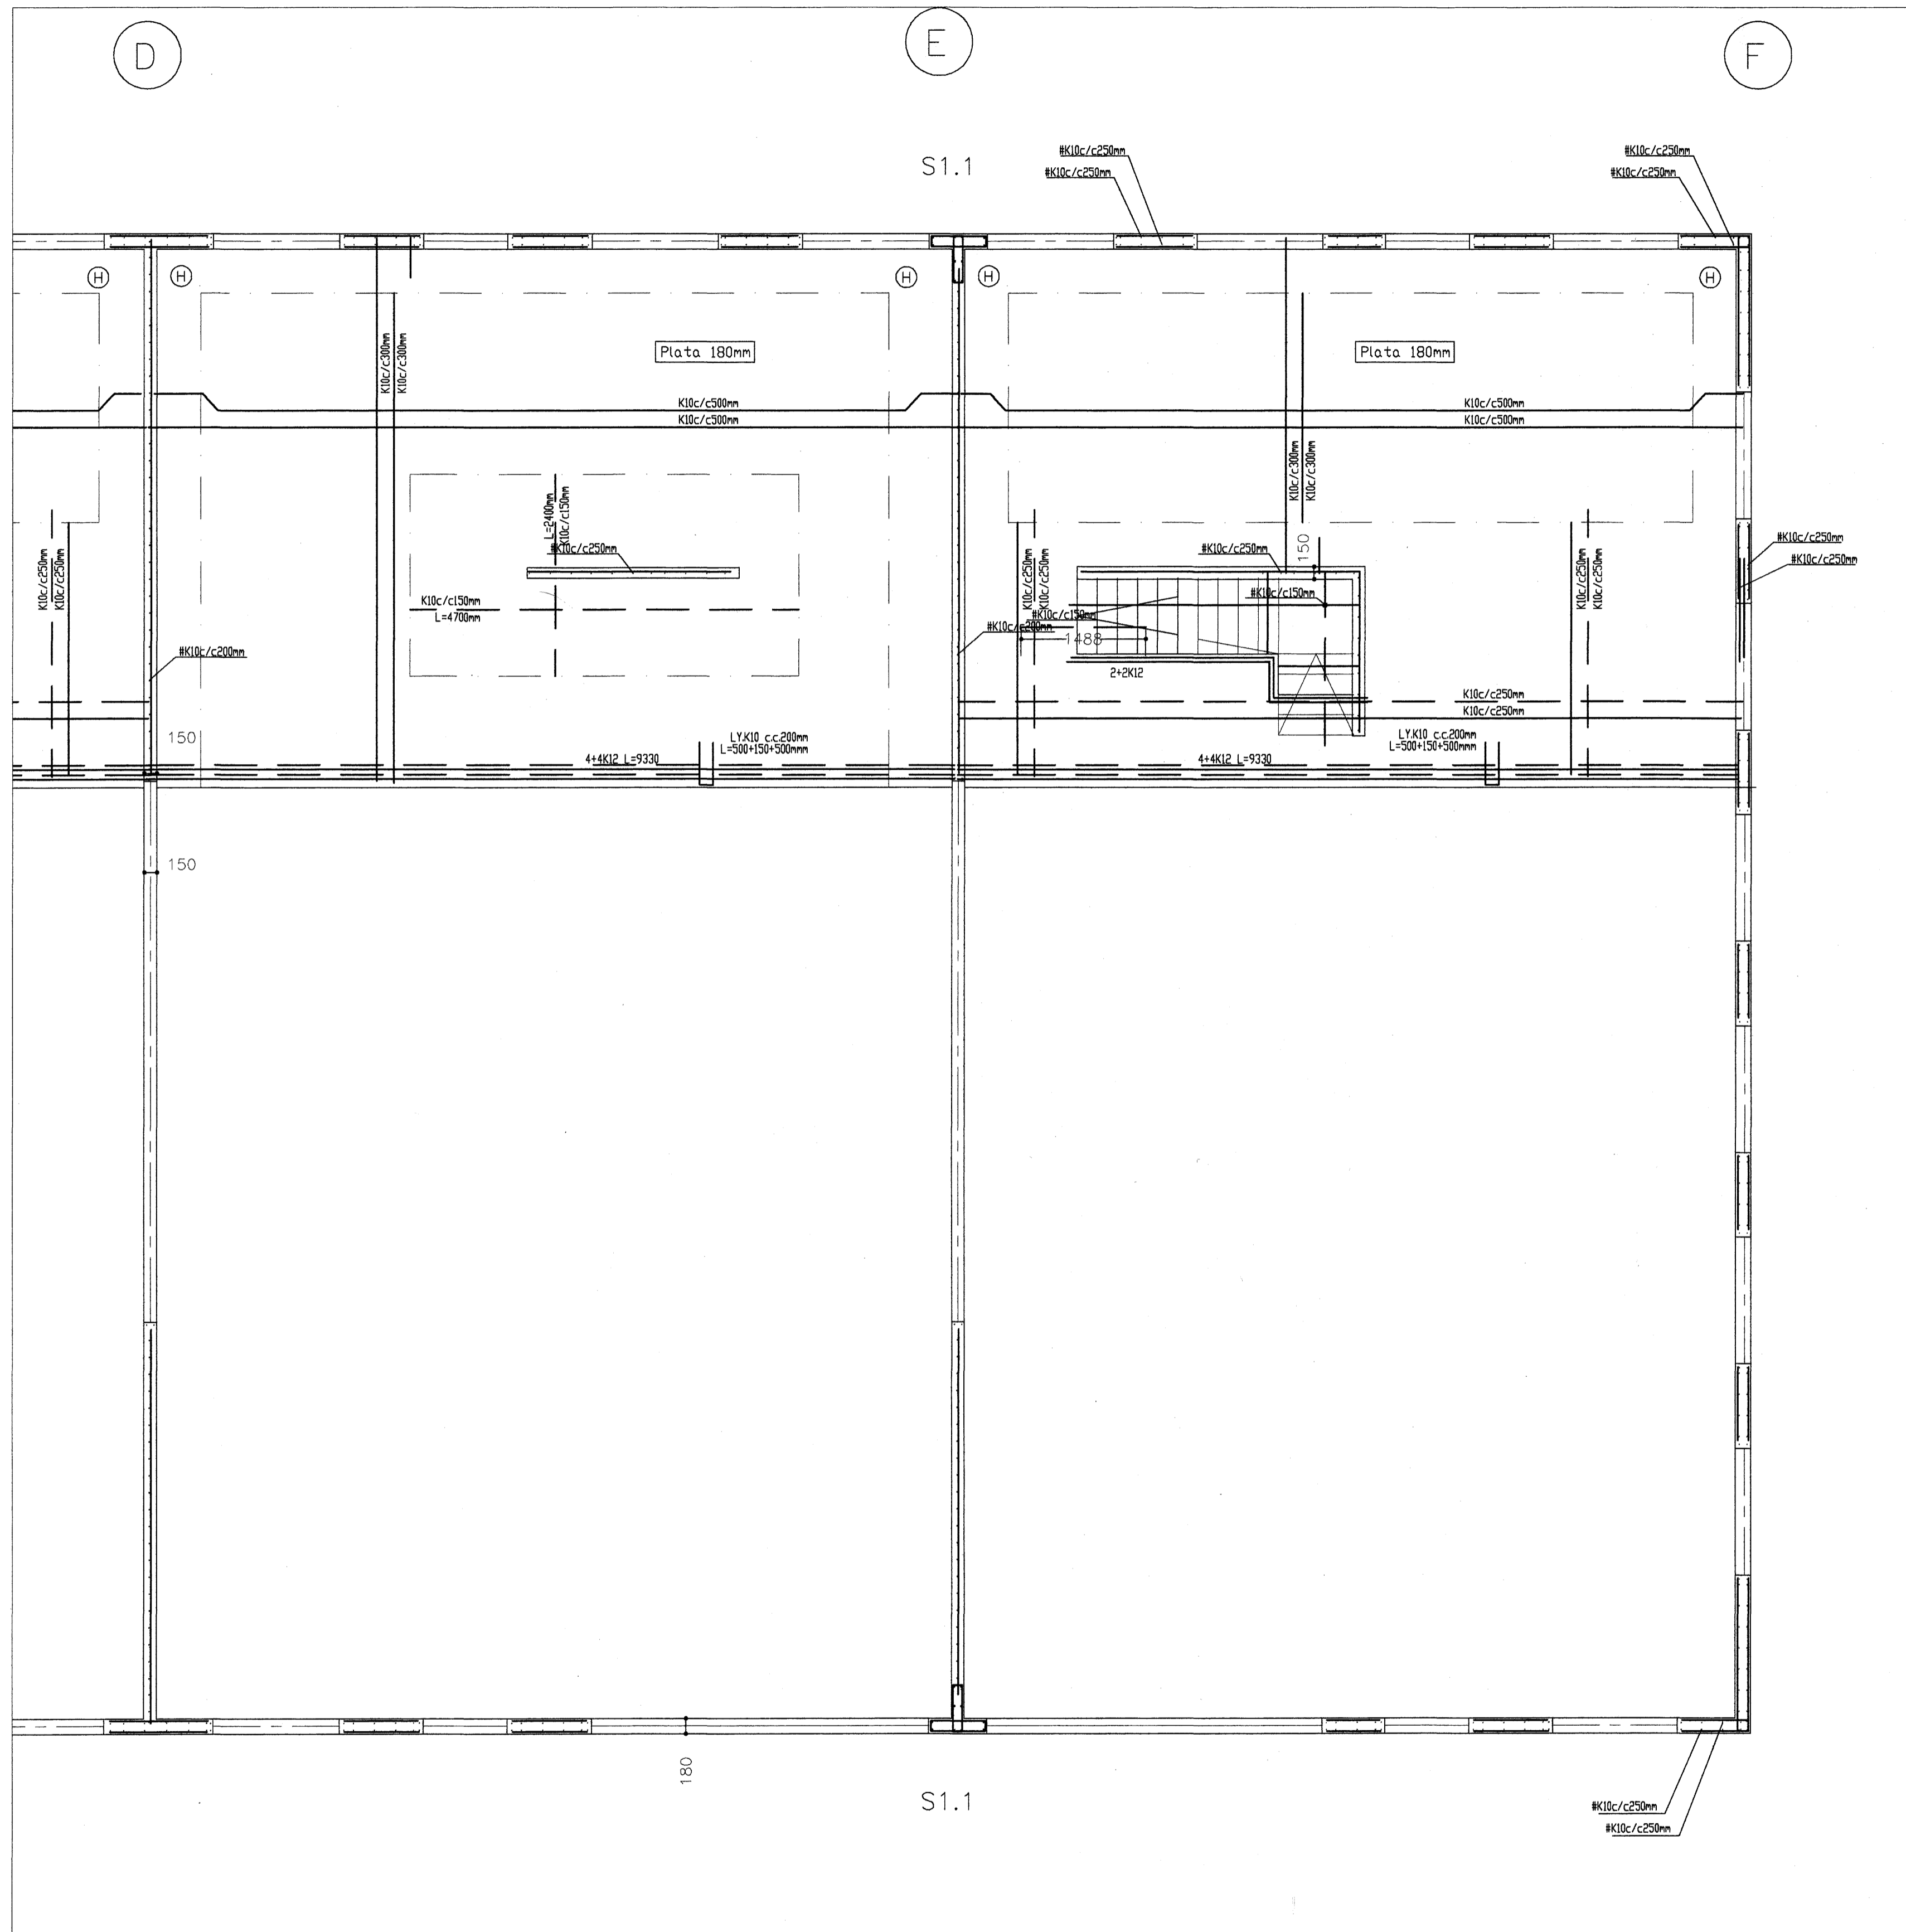 D
E
F
S1.1
#K10c/c250mm
#K10c/c250mm
#K10c/c250mm
#K10c/c250mm
H
H
H
H
H
Plata 180mm
Plata 180mm
K10c/c300mm
K10c/c300mm
K10c/c500mm
K10c/c500mm
K10c/c500mm
K10c/c500mm
K10c/c300mm
K10c/c300mm
L=2400mm
K10c/c150mm
#K10c/c250mm
K10c/c150mm
L=4700mm
K10c/c250mm
K10c/c250mm
#K10c/c250mm
150
K10c/c250mm
K10c/c250mm
#K10c/c150mm
#K10c/c150mm
#K10c/c200mm
1488
2+2K12
K10c/c250mm
K10c/c250mm
#K10c/c250mm
#K10c/c250mm
#K10c/c200mm
K10c/c250mm
K10c/c250mm
150
LY.K10 c.c.200mm
L=500+150+500mmm
4+4K12 L=9330
LY.K10 c.c.200mm
L=500+150+500mmm
4+4K12 L=9330
150
180
S1.1
#K10c/c250mm
#K10c/c250mm